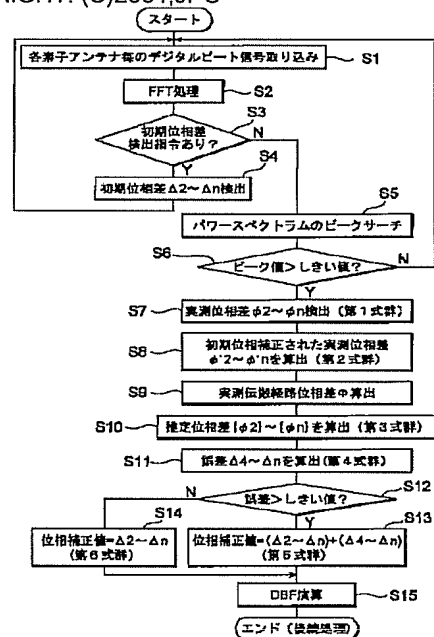 スタート
各素子アンテナ毎のデジタルビート信号取り込み
S1
FFT処理
S2
初期位相差
検出指令あり?
S3
N
Y
S4
初期位相差Δ2～Δn検出
S5
パワースペクトラムのピークサーチ
S6
ピーク値>しきい値?
N
Y
S7
実測位相差φ2～φn検出(第1式群)
S8
初期位相補正された実測位相差
φ'2～φ'nを算出(第2式群)
S9
実測伝搬経路位相差Φ算出
S10
推定位相差[φ2]～[φn]を算出(第3式群)
S11
誤差Δ4～Δnを算出(第4式群)
S12
誤差>しきい値?
N
Y
S14
位相補正値=Δ2～Δn
(第6式群)
S13
位相補正値=(Δ2～Δn)+(Δ4～Δn)
(第5式群)
DBF演算
S15
エンド(後続処理)